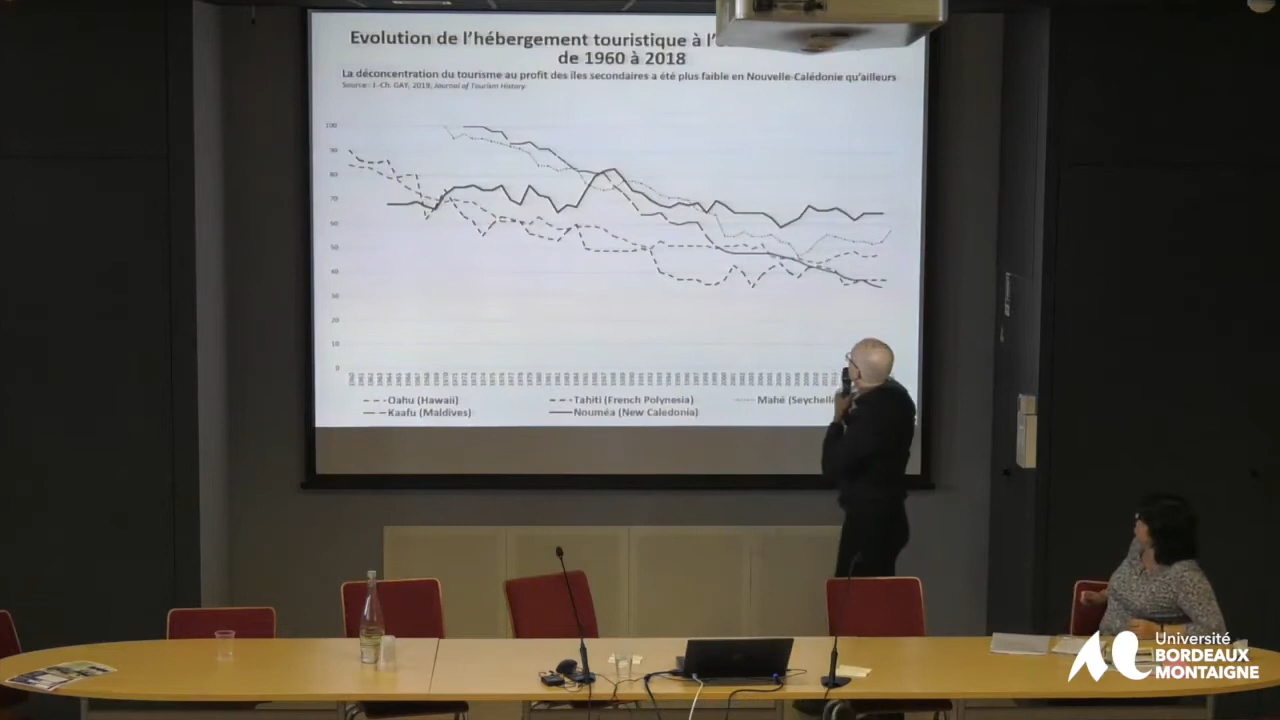 Evolution de l'hébergement touristique à l'
de 1960 à 2018
La déconcentration du tourisme au profit des îles secondaires a été plus faible en Nouvelle-Calédonie qu'ailleurs
Source : J.-Ch. GAY, 2019, Journal of Tourism History
100
90
80
70
60
50
40
30
20
10
0
Oahu (Hawaii)
Tahiti (French Polynesia)
Mahé (Seychelle
Kaafu (Maldives)
Nouméa (New Caledonia)
Université
BORDEAUX
MONTAIGNE